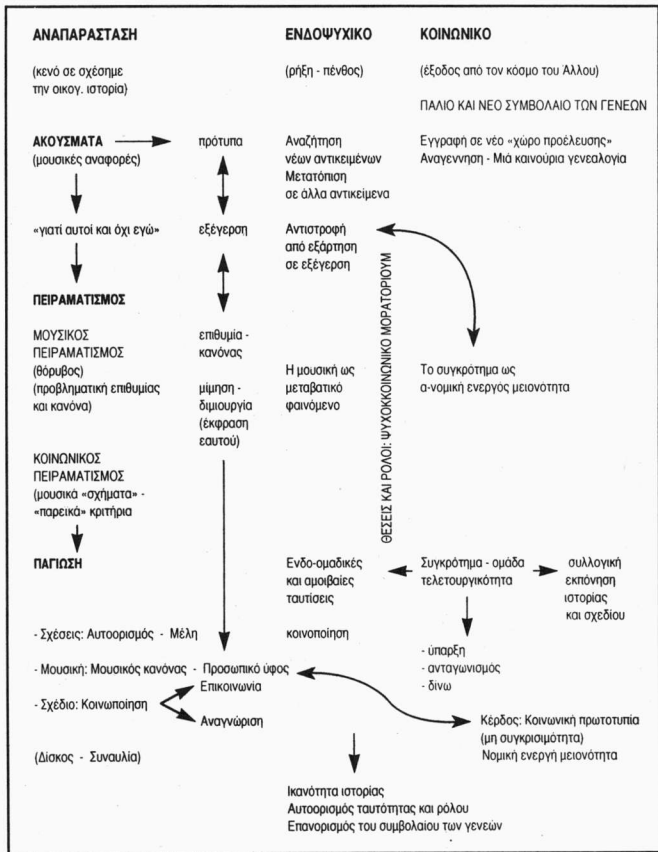 ΑΝΑΠΑΡΑΣΤΑΣΗ
ΕΝΔΟΨΥΧΙΚΟ
ΚΟΙΝΩΝΙΚΟ
(κενό σε σχέσημε
την οικογ. ιστορία)
(ρήξη - πένθος)
(έξοδος από τον κόσμο του Άλλου)
ΠΑΛΙΟ ΚΑΙ ΝΕΟ ΣΥΜΒΟΛΑΙΟ ΤΩΝ ΓΕΝΕΩΝ
ΑΚΟΥΣΜΑΤΑ
(μουσικές αναφορές)
πρότυπα
Αναζήτηση
νέων αντικειμένων
Μετατόπιση
σε άλλα αντικείμενα
Εγγραφή σε νέο «χώρο προέλευσης»
Αναγεννηση - Μιά καινούρια γενεαλογία
«γιατί αυτοί και όχι εγώ»
εξέγερση
Αντιστροφή
από εξάρτηση
σε εξέγερση
ΠΕΙΡΑΜΑΤΙΣΜΟΣ
ΜΟΥΣΙΚΟΣ
ΠΕΙΡΑΜΑΤΙΣΜΟΣ
(θόρυβος)
(προβληματική επιθυμίας
και κανόνα)
επιθυμία -
κανόνας
μίμηση -
διμιουργία
(έκφραση
εαυτού)
Η μουσική ως
μεταβατικό
φαινόμενο
ΘΕΣΕΙΣ ΚΑΙ ΡΟΛΟΙ: ΨΥΧΟΚΚΟΙΝΩΝΙΚΟ ΜΟΡΑΤΟΡΙΟΥΜ
Το συγκρότημα ως
α-νομική ενεργός μειονότητα
ΚΟΙΝΩΝΙΚΟΣ
ΠΕΙΡΑΜΑΤΙΣΜΟΣ
(μουσικά «σχήματα» -
«παρεικά» κριτήρια
ΠΑΓΙΩΣΗ
Ενδο-ομαδικές
και αμοιβαίες
ταυτίσεις
Συγκρότημα - ομάδα
τελετουργικότητα
συλλογική
εκπόνηση
ιστορίας
και σχεδίου
- Σχέσεις: Αυτοορισμός - Μέλη
κοινοποίηση
- ύπαρξη
- ανταγωνισμός
- δίνω
- Μουσική: Μουσικός κανόνας - Προσωπικό ύφος
Επικοινωνία
- Σχέδιο: Κοινωποίηση
Αναγνώριση
Κέρδος: Κοινωνική πρωτοτυπία
(μη συγκρισιμότητα)
Νομική ενεργή μειονότητα
(Δίσκος - Συναυλία)
Ικανότητα ιστορίας
Αυτοορισμός ταυτότητας και ρόλου
Επανορισμός του συμβολαίου των γενεών